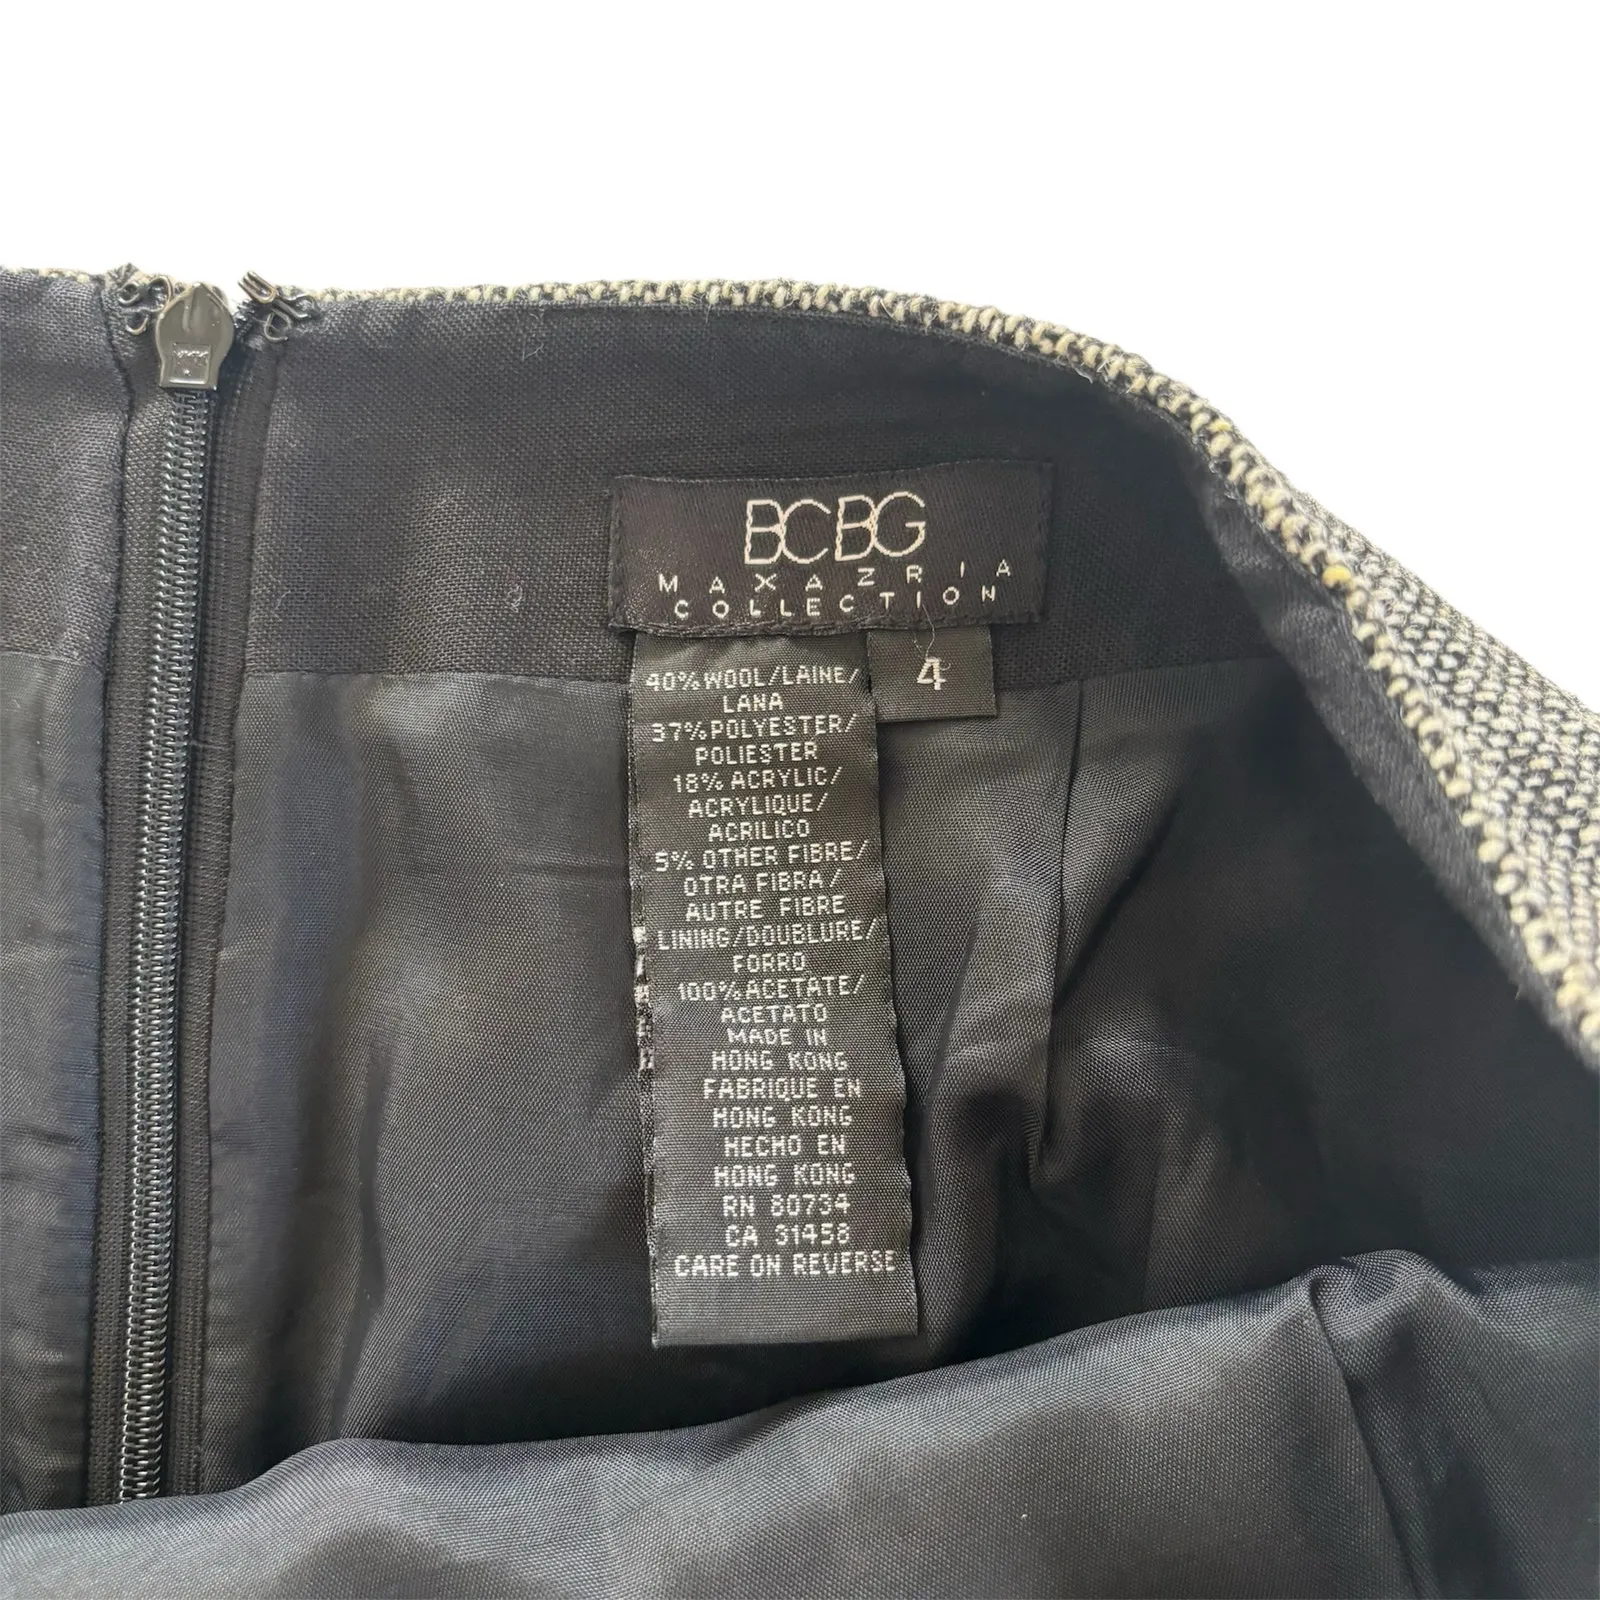 BCBG
MAXAZRIA
COLLECTION
4
40% WOOL/LAINE/
LANA
37% POLYESTER/
POLIESTER
18% ACRYLIC/
ACRYLIQUE/
ACRILICO
5% OTHER FIBRE/
OTRA FIBRA/
AUTRE FIBRE
LINING/DOUBLURE/
FORRO
100% ACETATE/
ACETATO
MADE IN
HONG KONG
FABRIQUE EN
HONG KONG
HECHO EN
HONG KONG
RN 80734
CA 31458
CARE ON REVERSE